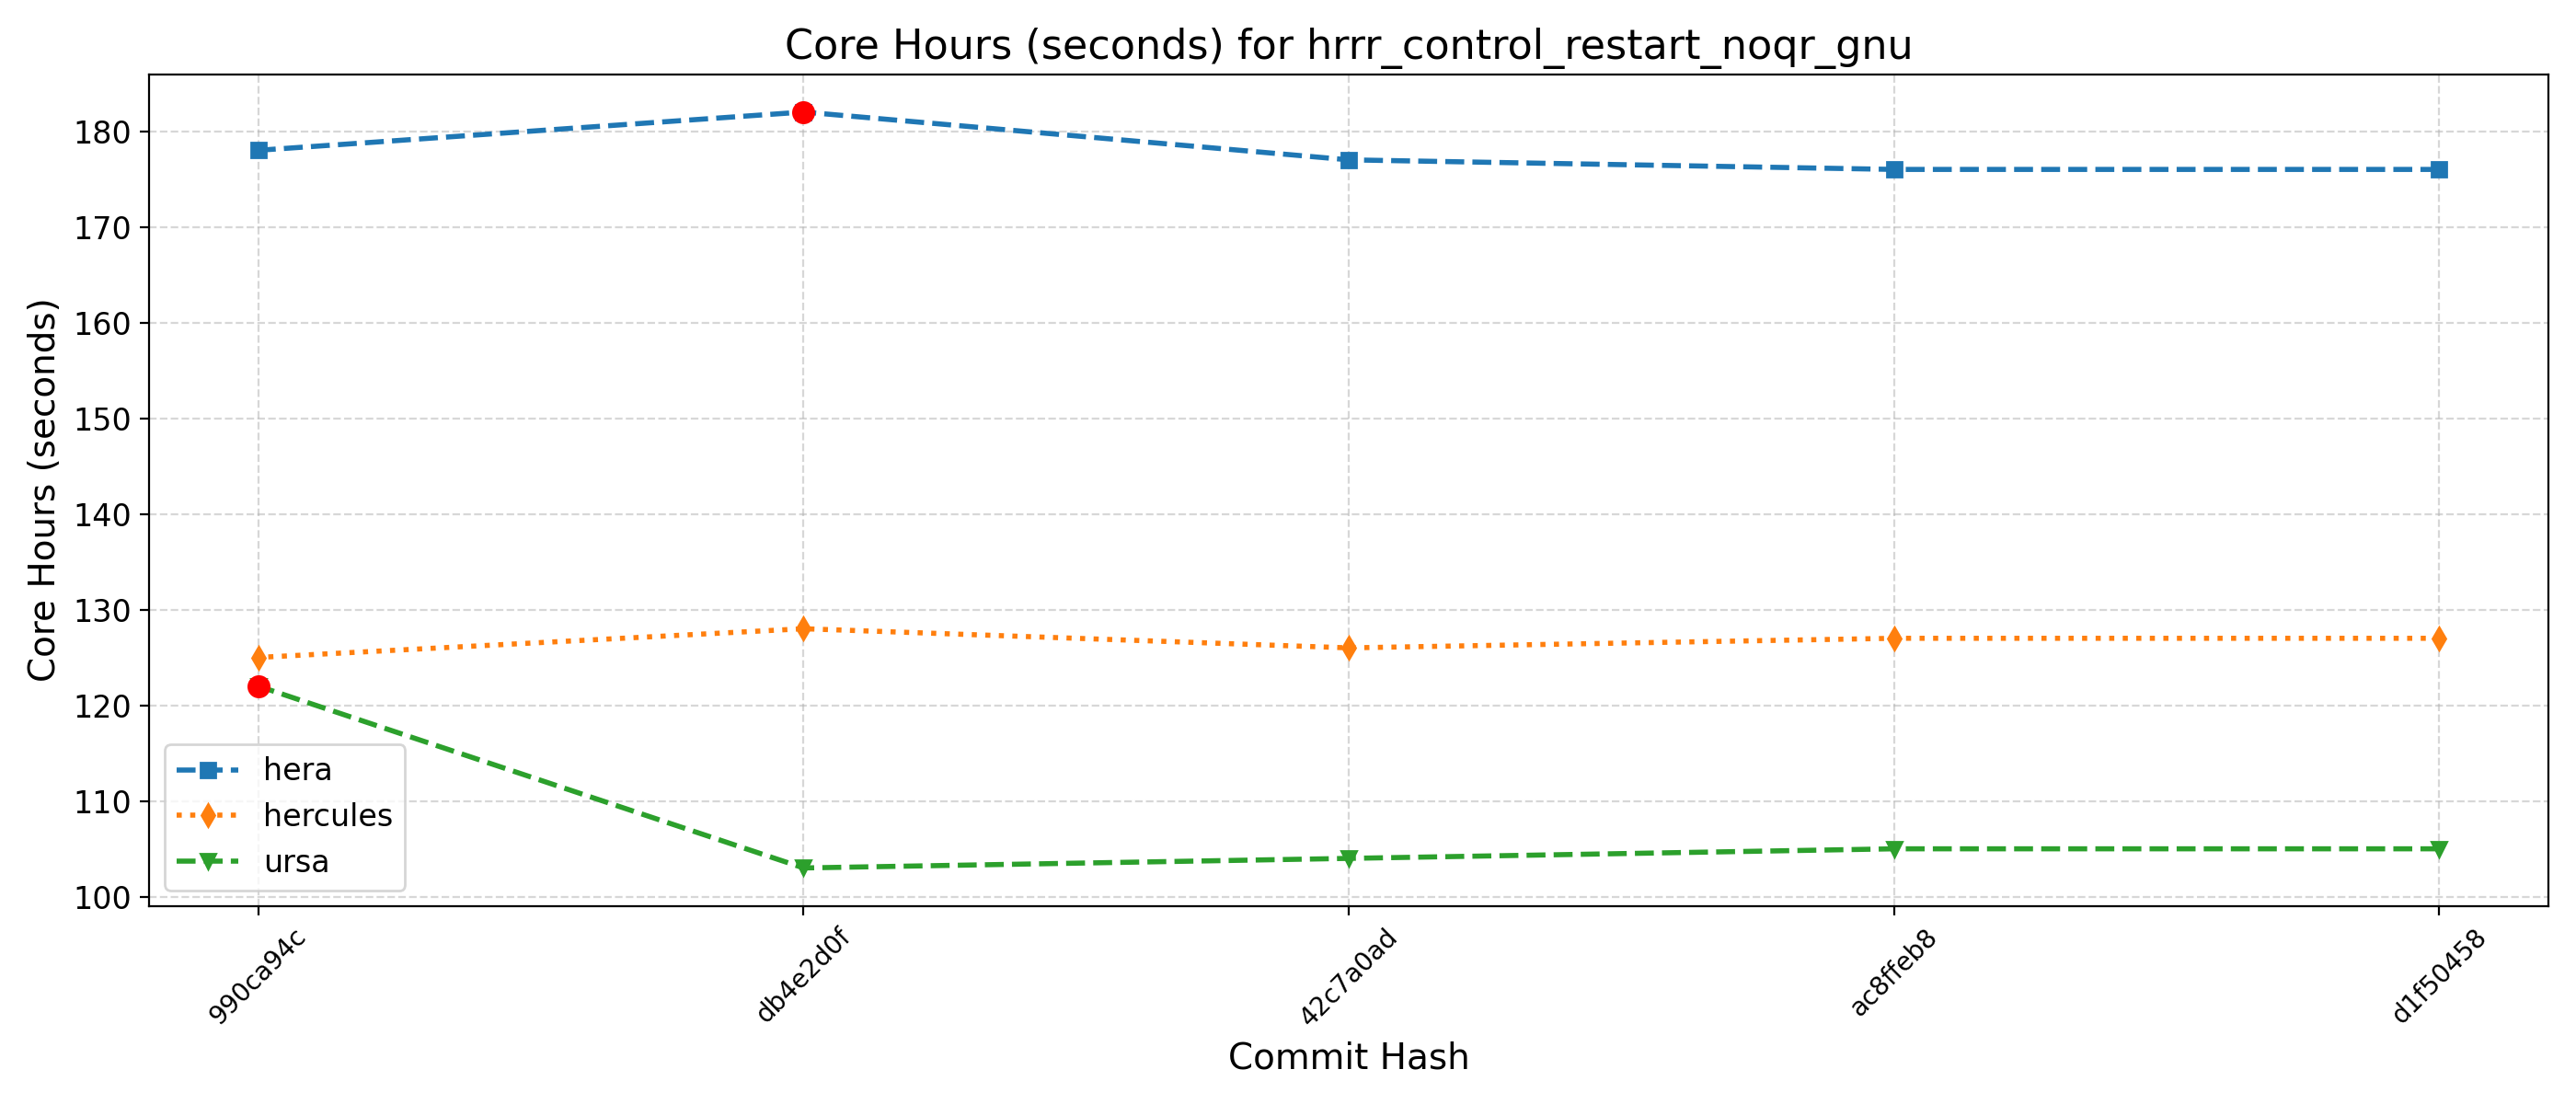 Core Hours (seconds) for hrrr_control_restart_noqr_gnu
Core Hours (seconds)
180
170
160
150
140
130
120
110
100
hera
hercules
ursa
990ca94c
db4e2d0f
42c7a0ad
ac8ffeb8
d1f50458
Commit Hash